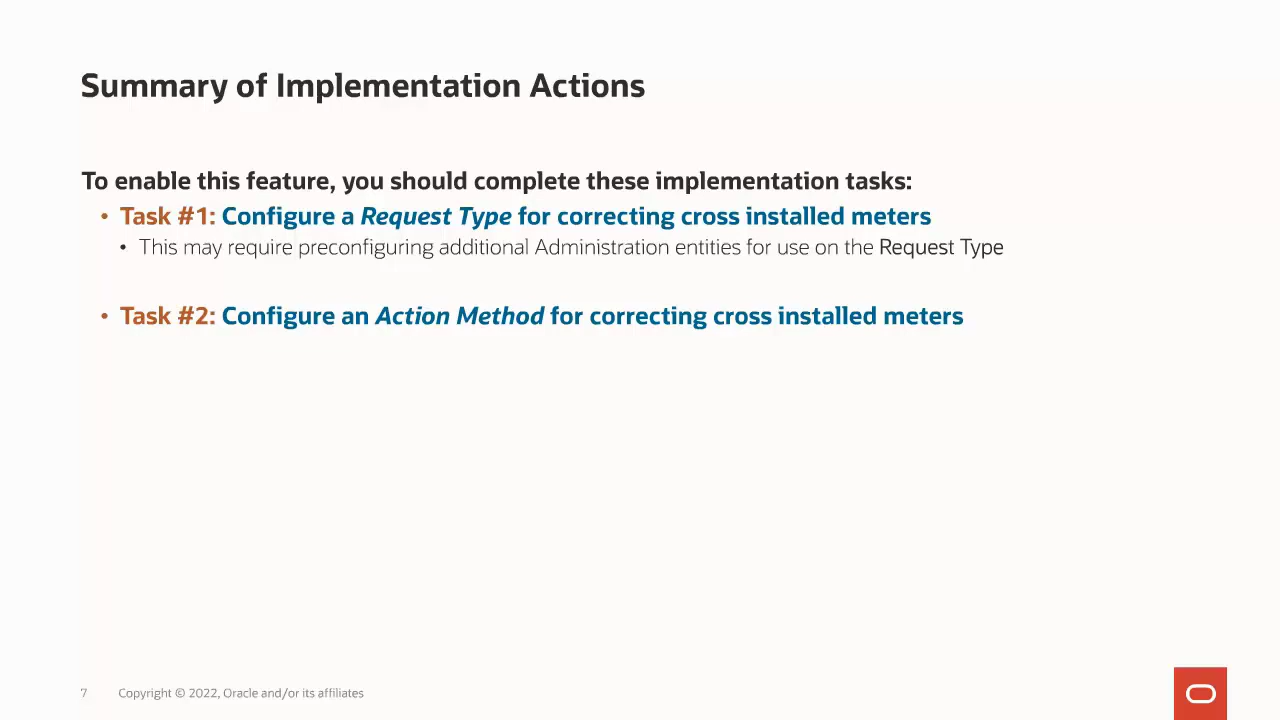 Summary of Implementation Actions
To enable this feature, you should complete these implementation tasks:
• Task #1: Configure a Request Type for correcting cross installed meters
• This may require preconfiguring additional Administration entities for use on the Request Type
• Task #2: Configure an Action Method for correcting cross installed meters
7 Copyright © 2022, Oracle and/or its affiliates